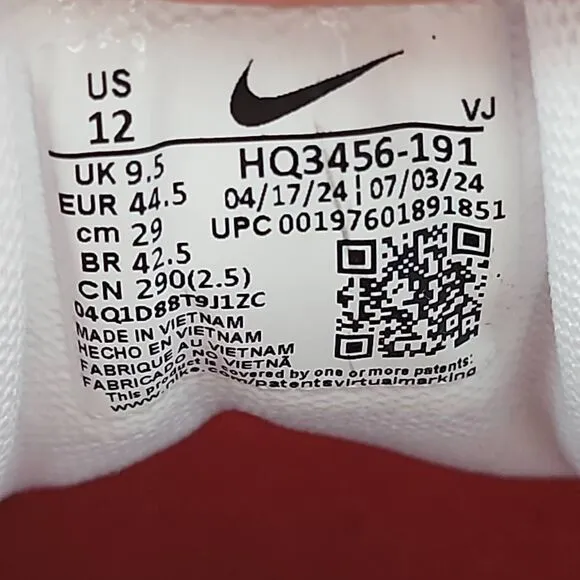 US
12
VJ
UK 9.5
EUR 44.5
cm 29
BR 42.5
CN 290(2.5)
04Q1D88T9J1ZC
HQ3456-191
04/17/24 | 07/03/24
UPC 00197601891851
MADE IN VIETNAM
HECHO EN VIETNAM
FABRIQUE AU VIETNAM
FABRICADO NO VIETNÃ
This product is covered by one or more patents:
www.nike.com/patentsvirtualmarking